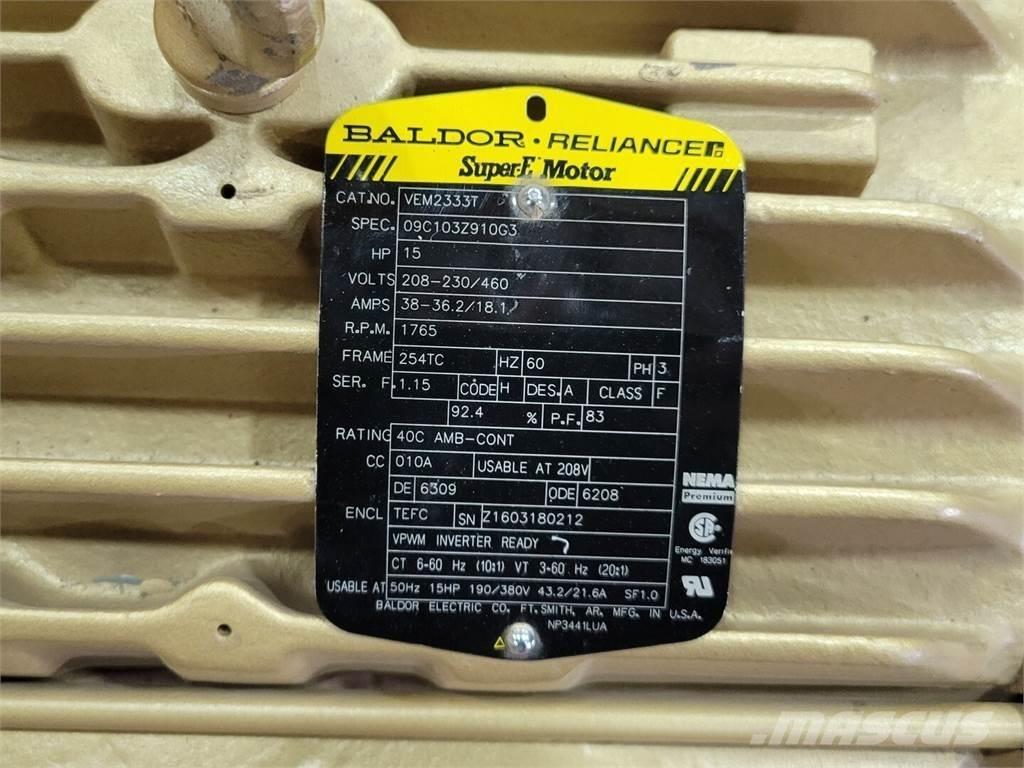 BALDOR · RELIANCE
Super-E Motor
CAT.NO. VEM2333T
SPEC. 09C103Z910G3
HP 15
VOLTS 208-230/460
AMPS 38-36.2/18.1
R.P.M. 1765
FRAME 254TC HZ 60 PH 3
SER. F. 1.15 CODE H DES. A CLASS F
92.4 % P.F. 83
RATING 40C AMB-CONT
CC 010A USABLE AT 208V
DE 6309 ODE 6208
ENCL TEFC SN Z1603180212
VPWM INVERTER READY
CT 6-60 Hz (10:1) VT 3-60 Hz (20:1)
USABLE AT 50Hz 15HP 190/380V 43.2/21.6A SF1.0
BALDOR ELECTRIC CO. FT.SMITH, AR. MFG. IN U.S.A.
NP3441LUA
NEMA
Premium
Energy Verifie
MC 183051
MASCUS